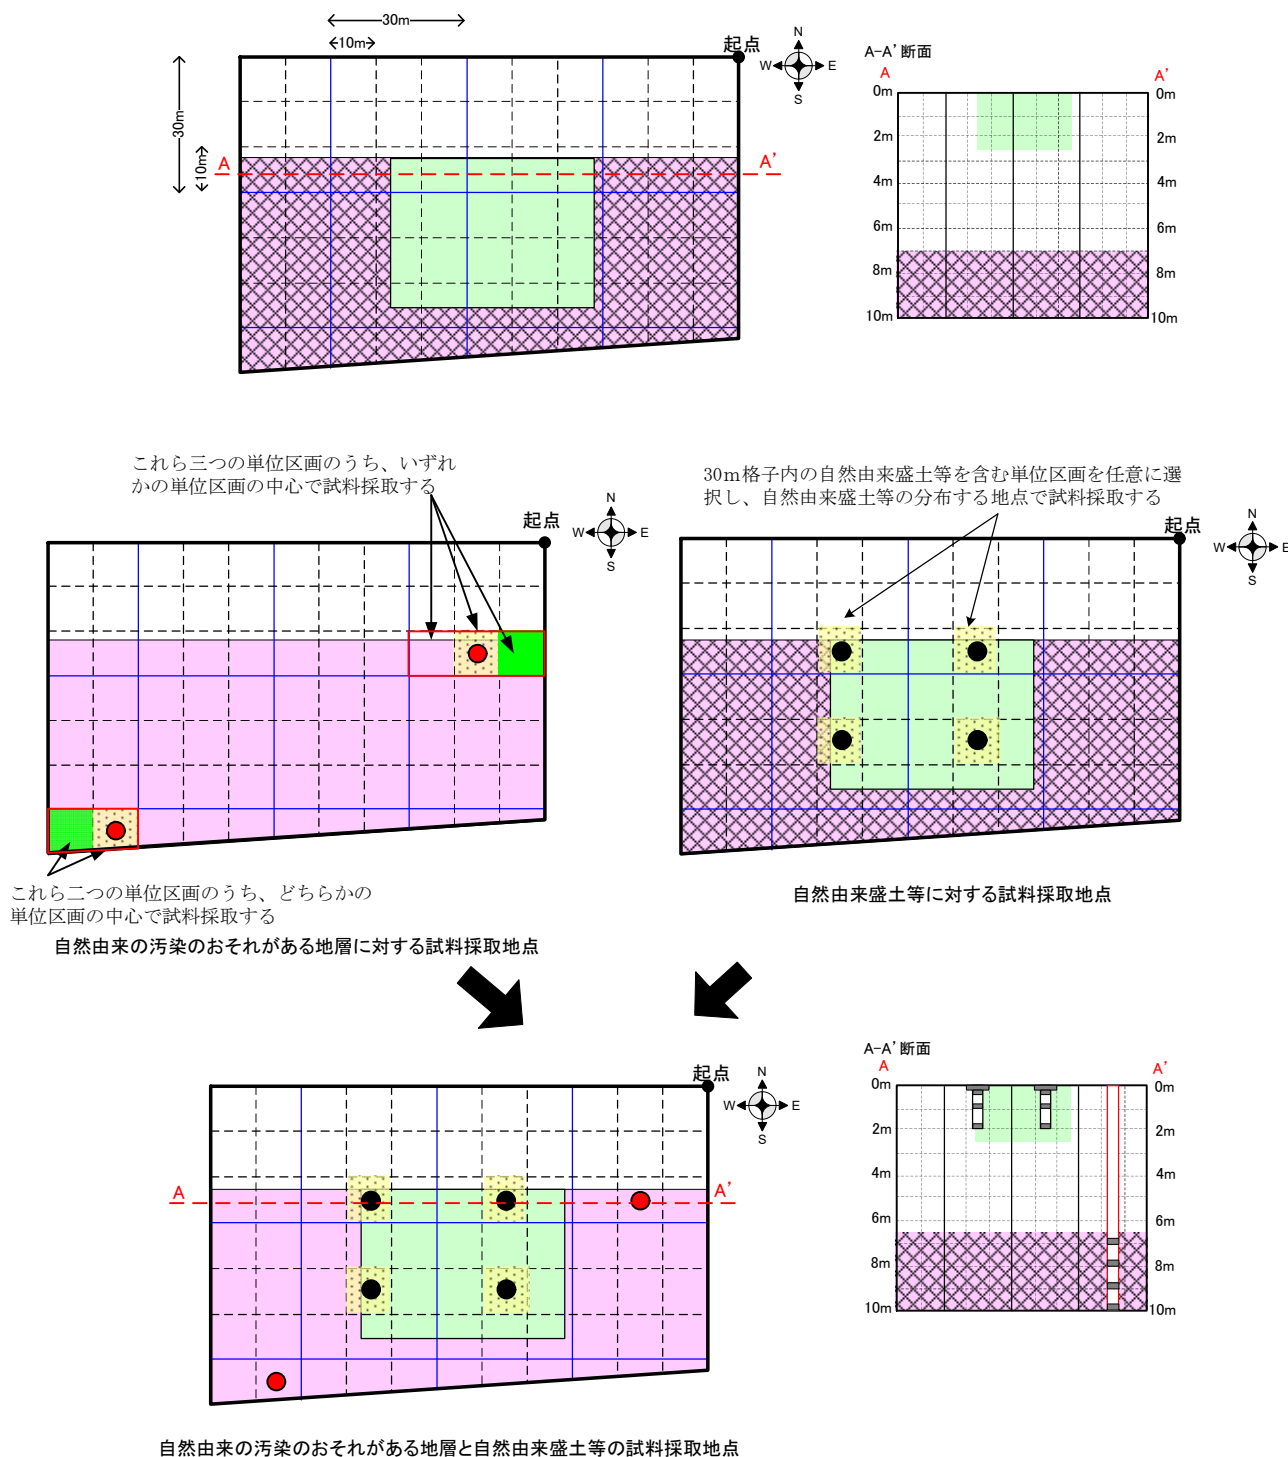 30m
10m
起点
N
W
E
S
30m
10m
A
A'
A-A'断面
A
A'
0m
2m
4m
6m
8m
10m
0m
2m
4m
6m
8m
10m
これら三つの単位区画のうち、いずれ
かの単位区画の中心で試料採取する
起点
N
W
E
S
30m格子内の自然由来盛土等を含む単位区画を任意に選
択し、自然由来盛土等の分布する地点で試料採取する
起点
N
W
E
S
これら二つの単位区画のうち、どちらかの
単位区画の中心で試料採取する
自然由来の汚染のおそれがある地層に対する試料採取地点
自然由来盛土等に対する試料採取地点
起点
N
W
E
S
A
A'
A-A'断面
A
A'
0m
2m
4m
6m
8m
10m
0m
2m
4m
6m
8m
10m
自然由来の汚染のおそれがある地層と自然由来盛土等の試料採取地点